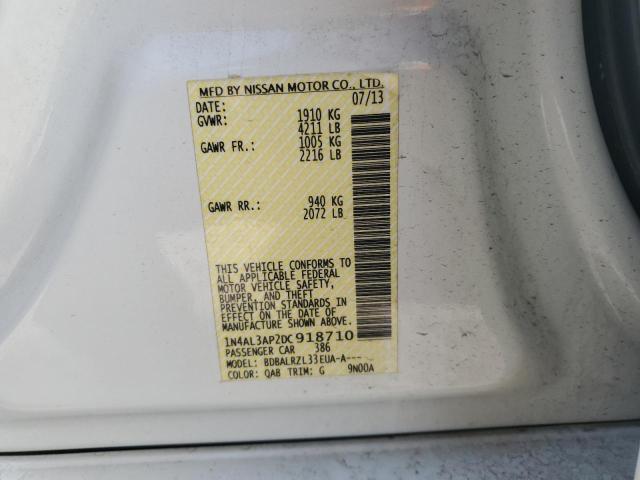 MFD BY NISSAN MOTOR CO., LTD.
DATE: 07/13
GVWR: 1910 KG
4211 LB
GAWR FR.: 1005 KG
2216 LB
GAWR RR.: 940 KG
2072 LB
THIS VEHICLE CONFORMS TO
ALL APPLICABLE FEDERAL
MOTOR VEHICLE SAFETY,
BUMPER, AND THEFT
PREVENTION STANDARDS IN
EFFECT ON THE DATE OF
MANUFACTURE SHOWN ABOVE.
1N4AL3AP2DC918710
PASSENGER CAR 386
MODEL: BDBALRZL33EUA-A----
COLOR: QAB TRIM: G 9N00A